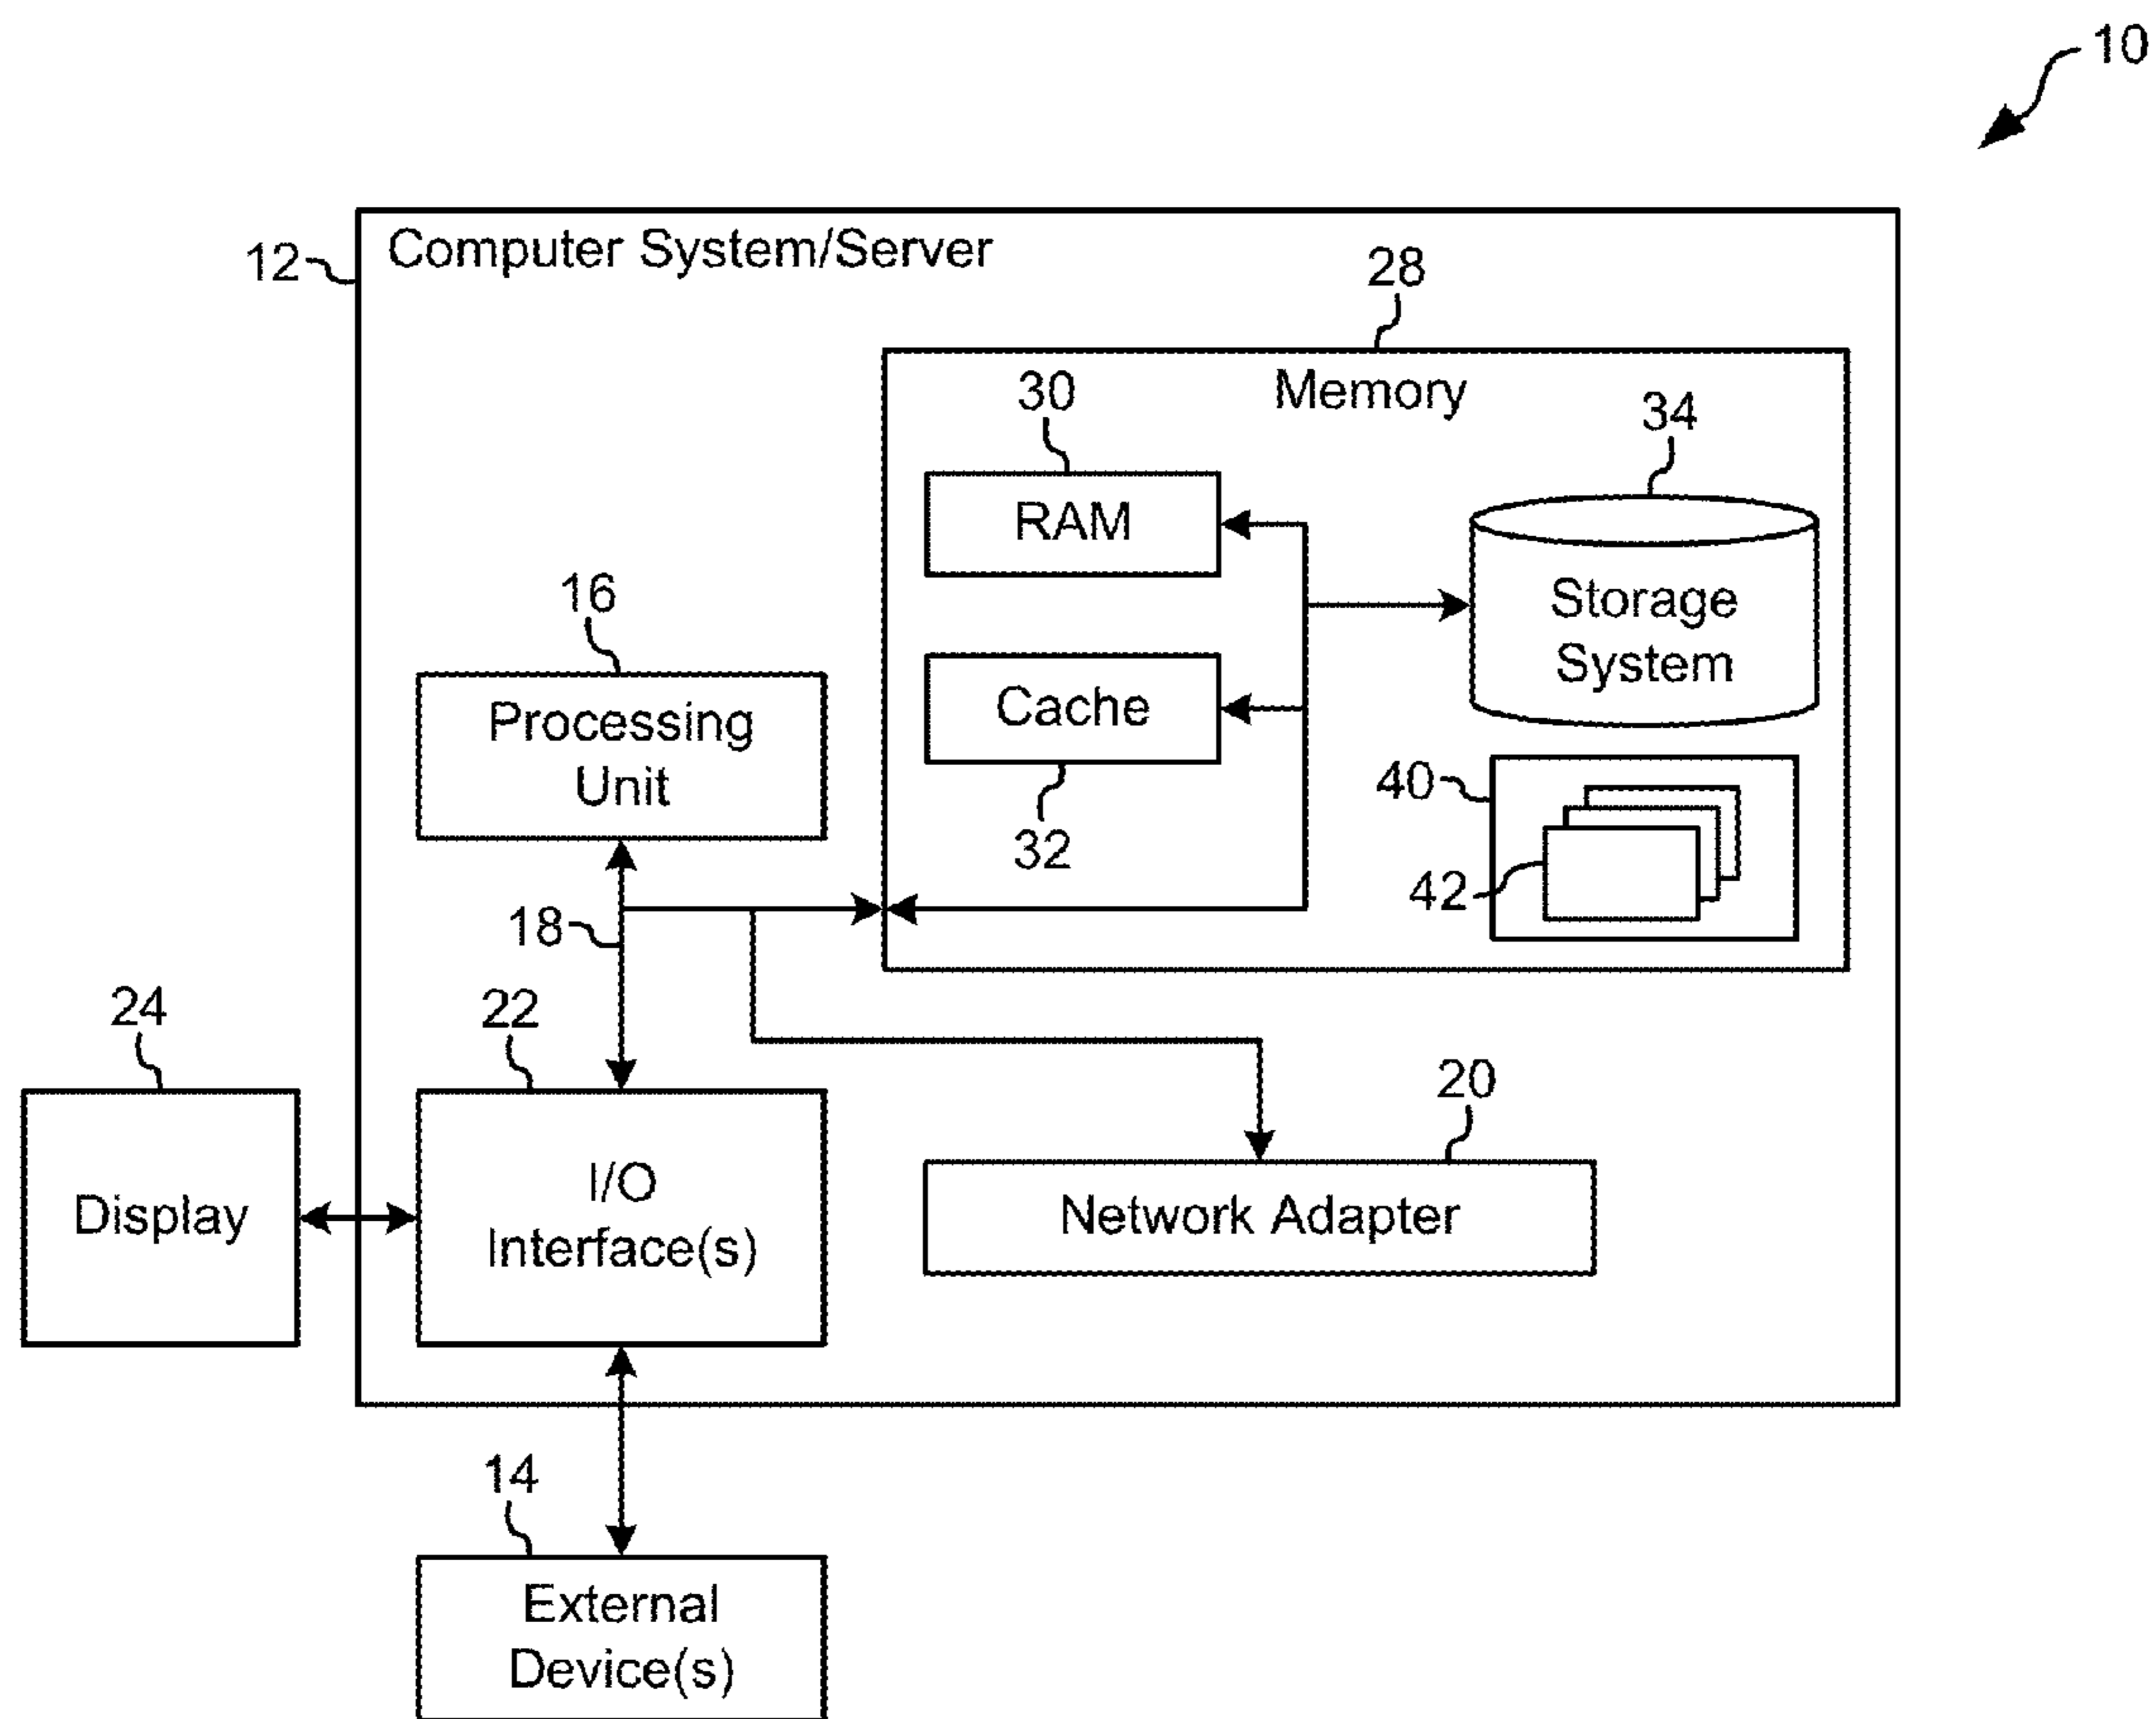 10
12
Computer System/Server
28
Memory
30
34
RAM
Storage
System
16
Processing
Unit
Cache
32
40
42
18
24
22
20
Display
I/O
Interface(s)
Network Adapter
14
External
Device(s)